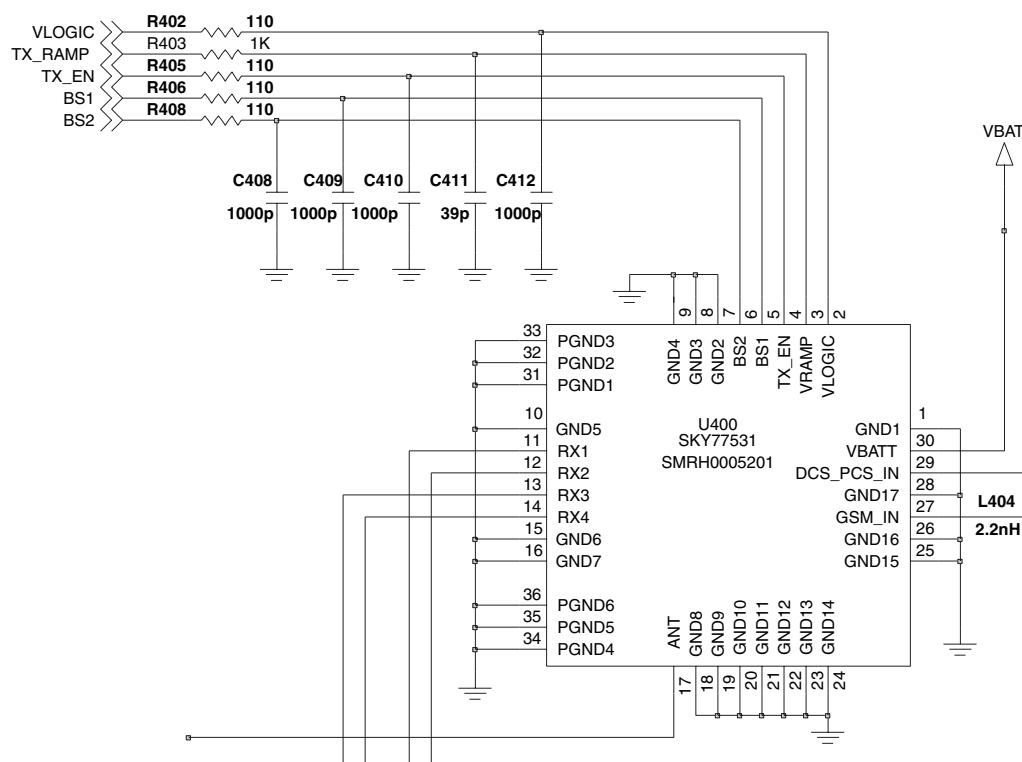 VLOGIC R402 110
TX_RAMP R403 1K
TX_EN R405 110
BS1 R406 110
BS2 R408 110
VBAT
C408 C409 C410 C411 C412
1000p 1000p 1000p 39p 1000p
9 8 7 6 5 4 3 2
GND4 GND3 GND2 BS2 BS1 TX_EN VRAMP VLOGIC
33 PGND3
32 PGND2
31 PGND1
10 GND5
11 RX1
12 RX2
13 RX3
14 RX4
15 GND6
16 GND7
36 PGND6
35 PGND5
34 PGND4
U400
SKY77531
SMRH0005201
GND1 1
VBATT 30
DCS_PCS_IN 29
GND17 28
GSM_IN 27
GND16 26
GND15 25
L404
2.2nH
ANT GND8 GND9 GND10 GND11 GND12 GND13 GND14
17 18 19 20 21 22 23 24